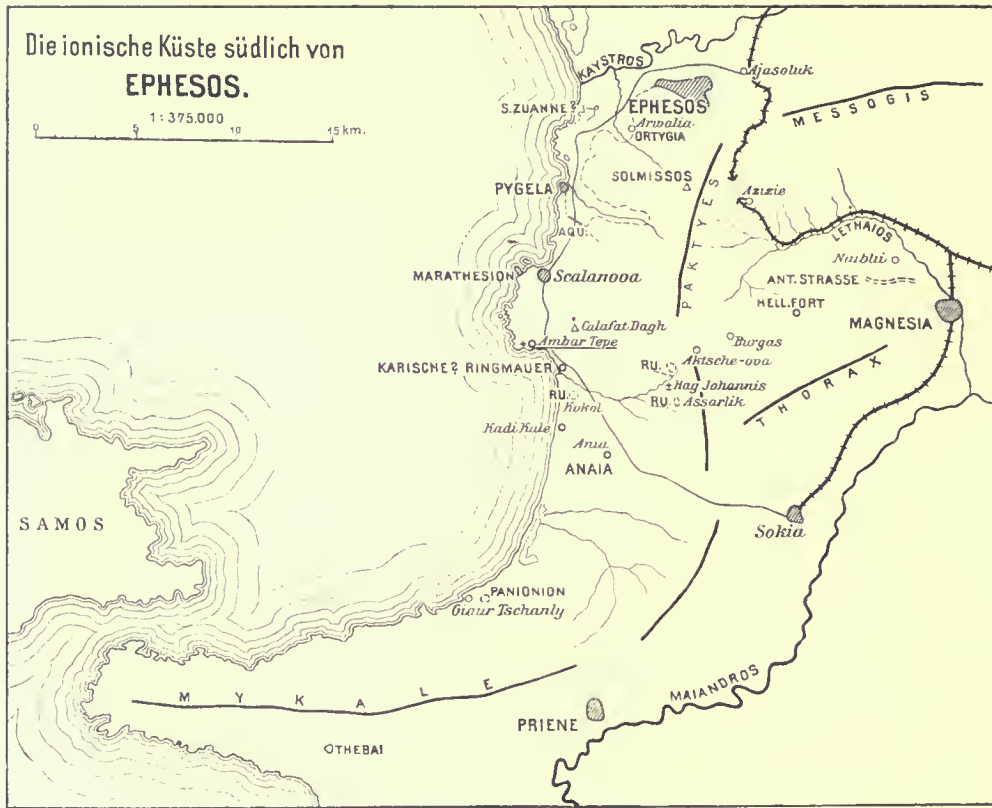 Die ionische Küste südlich von
EPHESOS.
1:375.000
0 5 10 15 km.
KAYSTROS
Ajasoluk
EPHESOS
MESSOGIS
S. ZUANNE?
Arvalia
ORTYGIA
SOLMISSOS
PYGELA
Azizie
PAKTYES
LETHAIOS
AQU.
MARATHESION
Scalanova
ANT. STRASSE
HELL. FORT
MAGNESIA
Calafat Dagh
Ambar Tepe
Burgas
KARISCHE? RINGMAUER
Aktsche-ova
RU.
Hag Johannis
THORAX
RU.
Kokol
RU.
Assarlik
Kadi Kule
Ania
ANAIA
SAMOS
Sokia
PANIONION
Giaur Tschanly
MYKALE
MAIANDROS
PRIENE
THEBAI